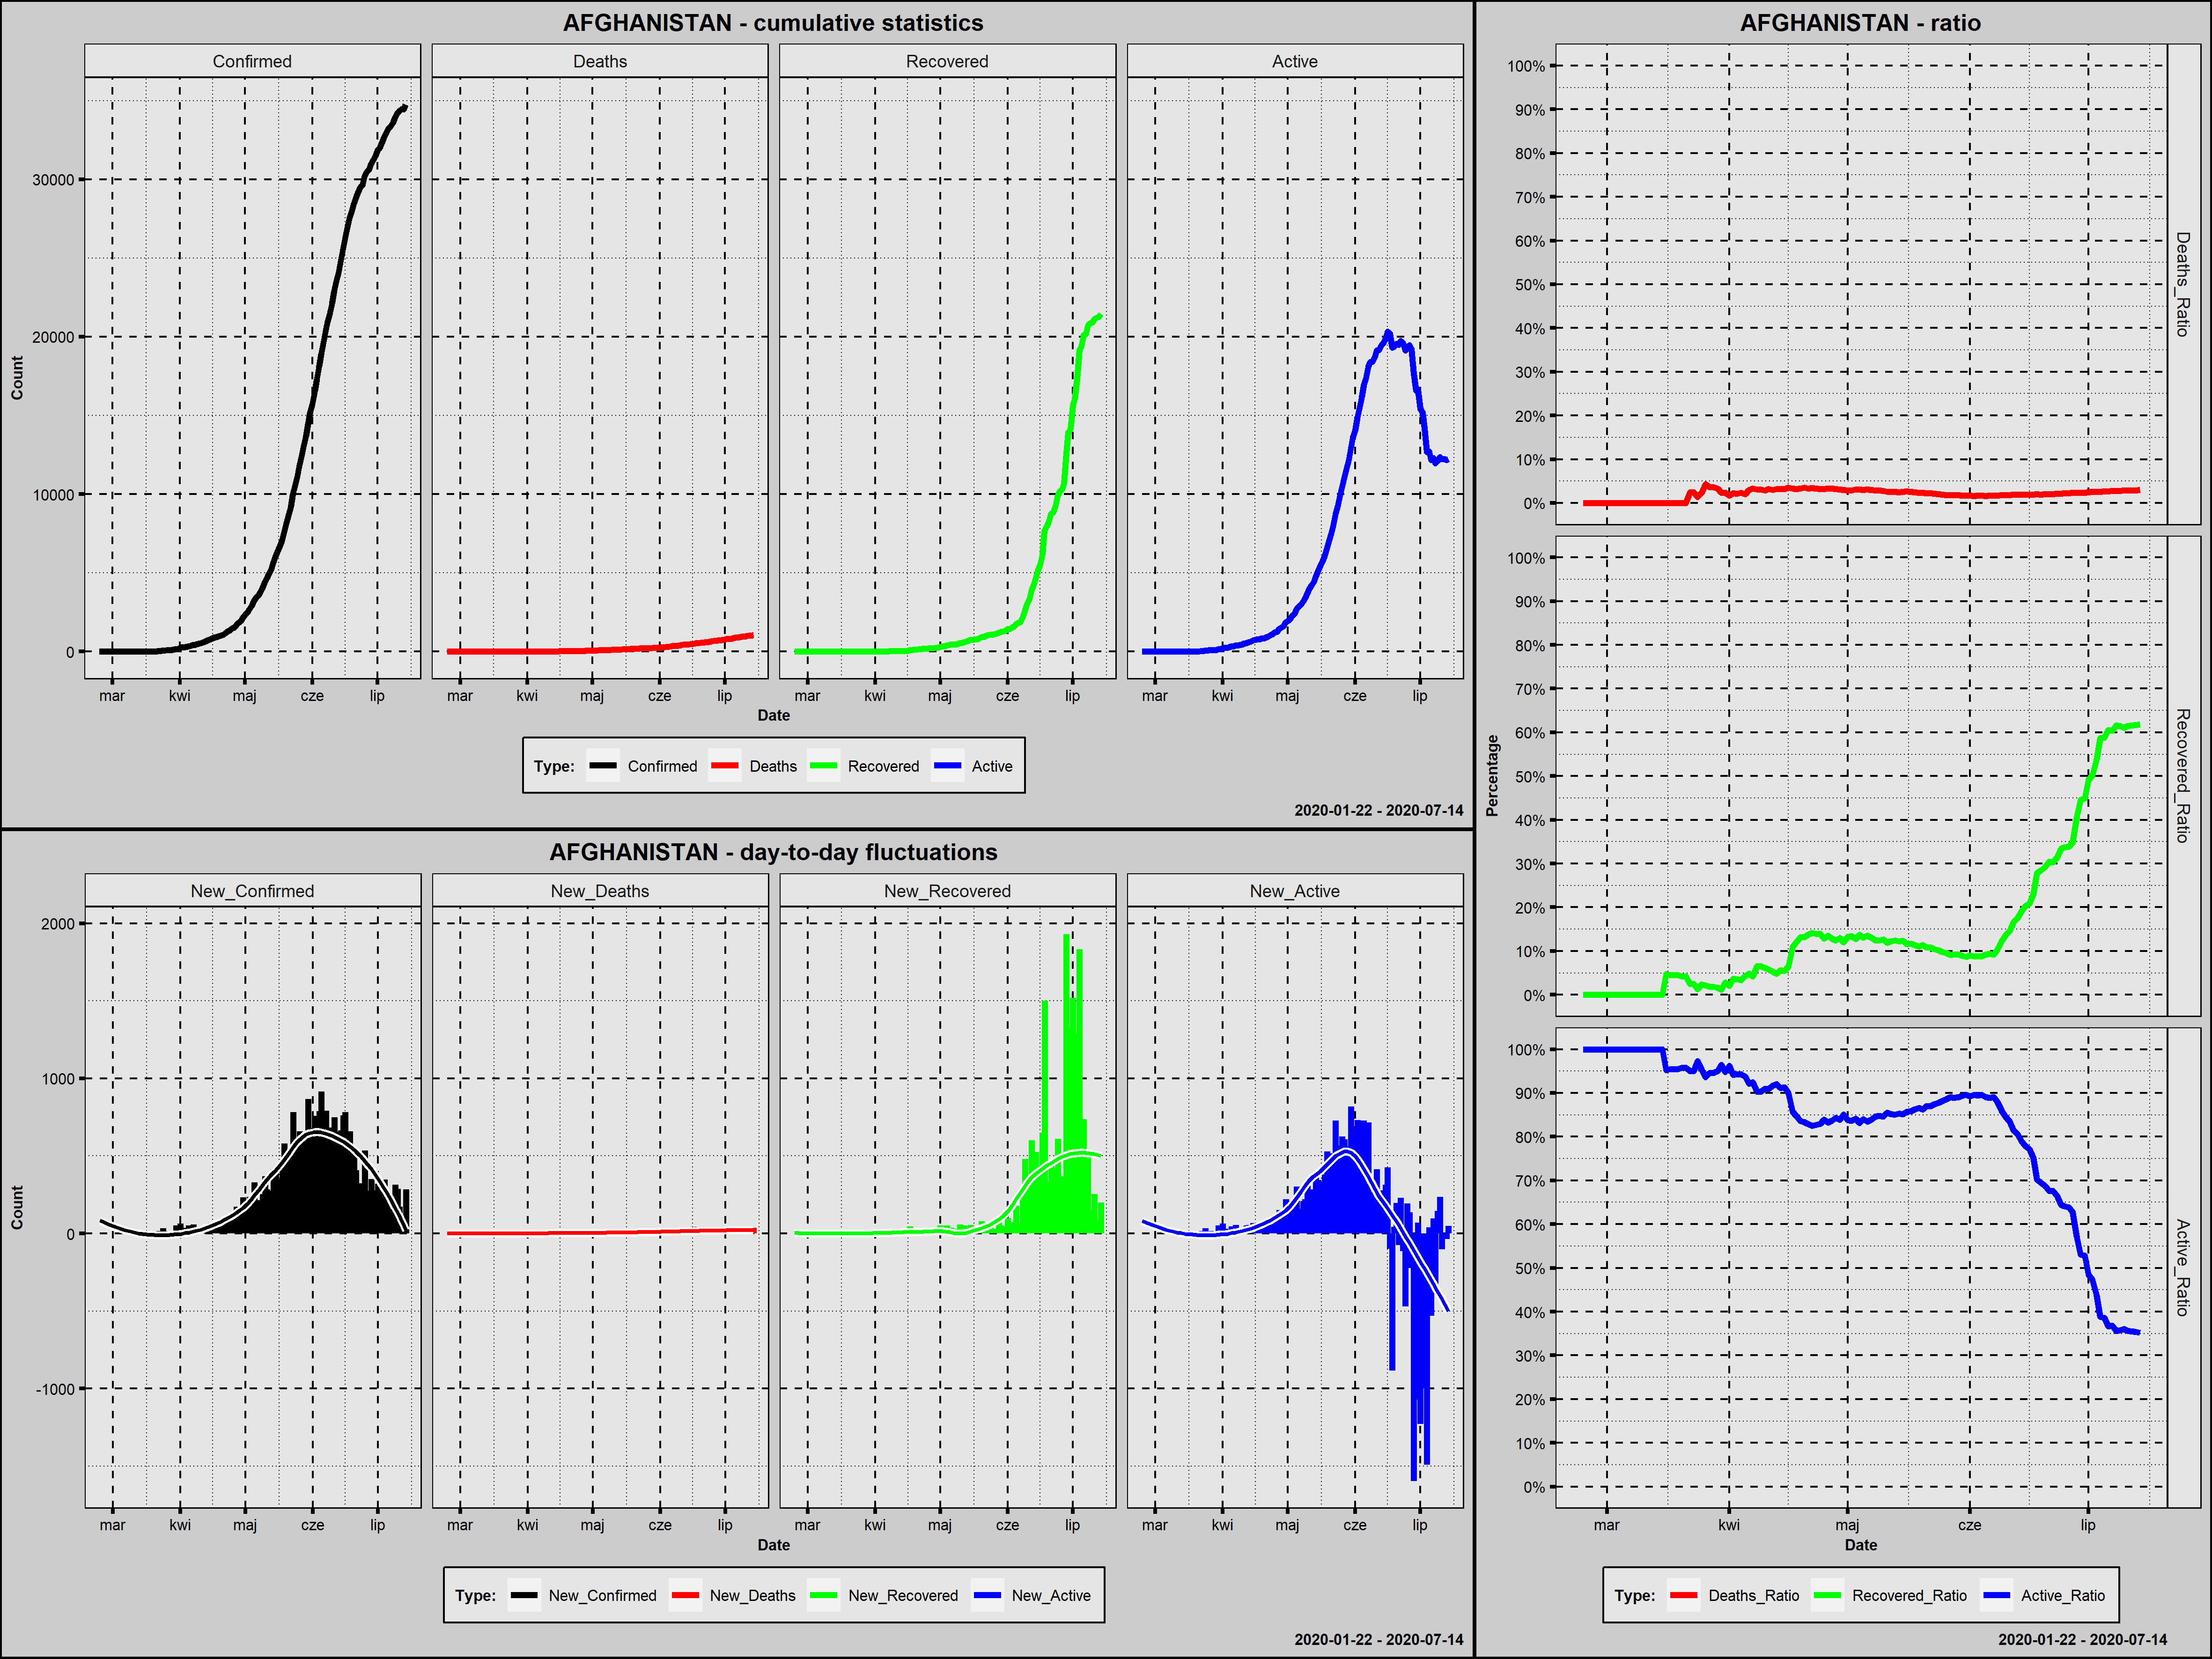 AFGHANISTAN - cumulative statistics
Confirmed Deaths Recovered Active
Count
30000
20000
10000
0
mar kwi maj cze lip mar kwi maj cze lip mar kwi maj cze lip mar kwi maj cze lip
Date
Type: Confirmed Deaths Recovered Active
2020-01-22 - 2020-07-14
AFGHANISTAN - day-to-day fluctuations
New_Confirmed New_Deaths New_Recovered New_Active
Count
2000
1000
0
-1000
mar kwi maj cze lip mar kwi maj cze lip mar kwi maj cze lip mar kwi maj cze lip
Date
Type: New_Confirmed New_Deaths New_Recovered New_Active
2020-01-22 - 2020-07-14
AFGHANISTAN - ratio
Percentage
100%
90%
80%
70%
60%
50%
40%
30%
20%
10%
0%
Deaths_Ratio
100%
90%
80%
70%
60%
50%
40%
30%
20%
10%
0%
Recovered_Ratio
100%
90%
80%
70%
60%
50%
40%
30%
20%
10%
0%
Active_Ratio
mar kwi maj cze lip
Date
Type: Deaths_Ratio Recovered_Ratio Active_Ratio
2020-01-22 - 2020-07-14